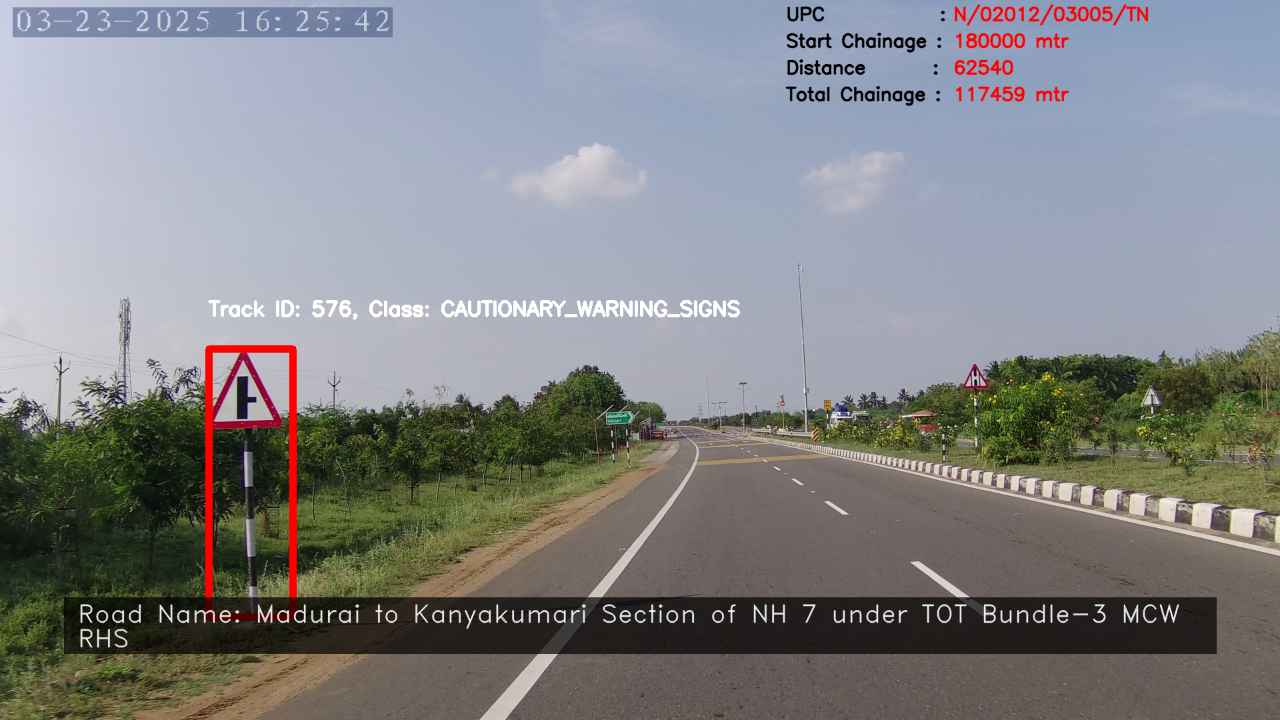 03-23-2025 16:25:42
UPC : N/02012/03005/TN
Start Chainage : 180000 mtr
Distance : 62540
Total Chainage : 117459 mtr
Track ID: 576, Class: CAUTIONARY_WARNING_SIGNS
Road Name: Madurai to Kanyakumari Section of NH 7 under TOT Bundle-3 MCW
RHS